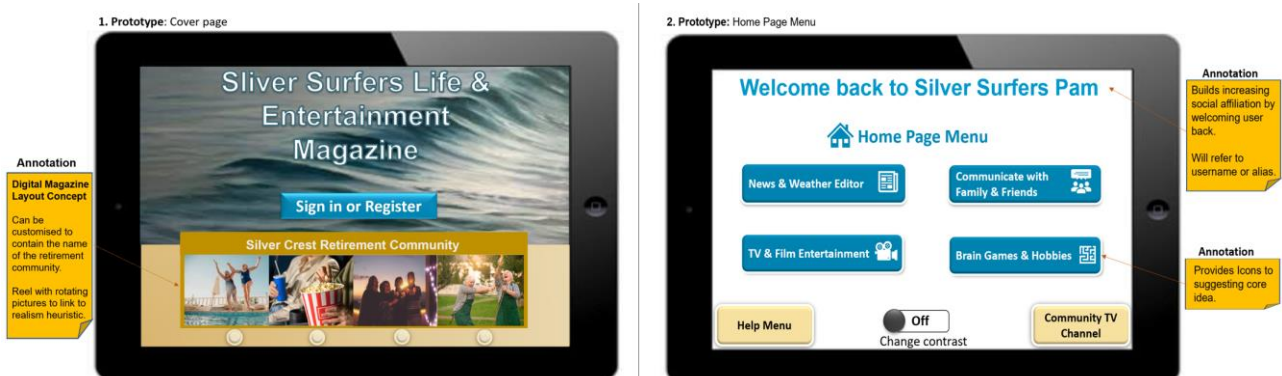 1. Prototype: Cover page
Sliver Surfers Life &
Entertainment
Magazine
Sign in or Register
Silver Crest Retirement Community
Annotation
Digital Magazine
Layout Concept
Can be
customised to
contain the name
of the retirement
community.
Reel with rotating
pictures to link to
realism heuristic.
2. Prototype: Home Page Menu
Welcome back to Silver Surfers Pam
Home Page Menu
News & Weather Editor
Communicate with
Family & Friends
TV & Film Entertainment
Brain Games & Hobbies
Help Menu
Off
Change contrast
Community TV
Channel
Annotation
Builds increasing
social affiliation by
welcoming user
back.
Will refer to
username or alias.
Annotation
Provides Icons to
suggesting core
idea.